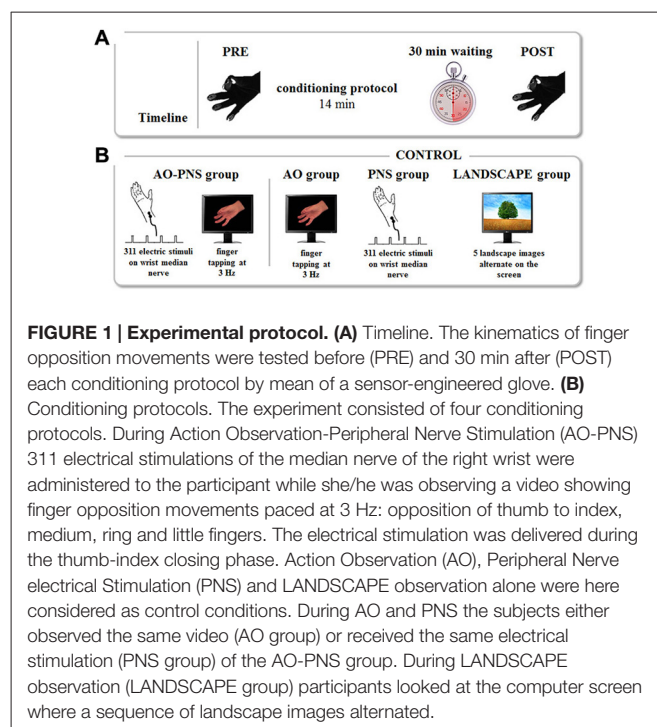 A
PRE
30 min waiting
POST
conditioning protocol
14 min
Timeline
B
CONTROL
AO-PNS group
AO group
PNS group
LANDSCAPE group
311 electric stimuli
on wrist median
nerve
finger
tapping at
3 Hz
finger
tapping at
3 Hz
311 electric stimuli
on wrist median
nerve
5 landscape images
alternate on the
screen
FIGURE 1 | Experimental protocol. (A) Timeline. The kinematics of finger
opposition movements were tested before (PRE) and 30 min after (POST)
each conditioning protocol by mean of a sensor-engineered glove. (B)
Conditioning protocols. The experiment consisted of four conditioning
protocols. During Action Observation-Peripheral Nerve Stimulation (AO-PNS)
311 electrical stimulations of the median nerve of the right wrist were
administered to the participant while she/he was observing a video showing
finger opposition movements paced at 3 Hz: opposition of thumb to index,
medium, ring and little fingers. The electrical stimulation was delivered during
the thumb-index closing phase. Action Observation (AO), Peripheral Nerve
electrical Stimulation (PNS) and LANDSCAPE observation alone were here
considered as control conditions. During AO and PNS the subjects either
observed the same video (AO group) or received the same electrical
stimulation (PNS group) of the AO-PNS group. During LANDSCAPE
observation (LANDSCAPE group) participants looked at the computer screen
where a sequence of landscape images alternated.